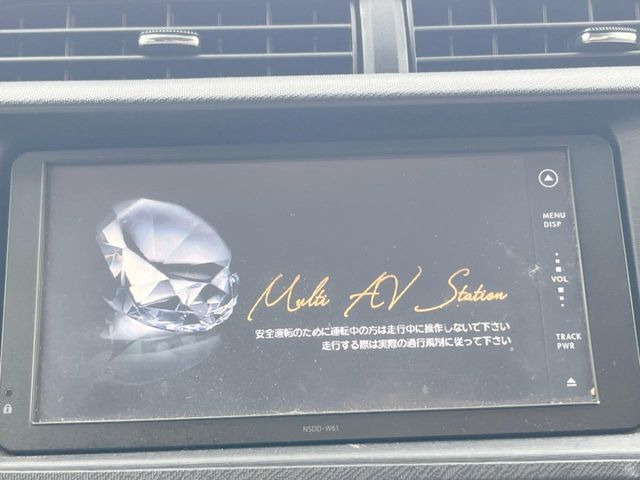 MENU
DISP
Multi AV Station
VOL
安全運転のために運転中の方は走行中に操作しないで下さい
走行する際は実際の通行規則に従って下さい
TRACK
PWR
NSDD-W61